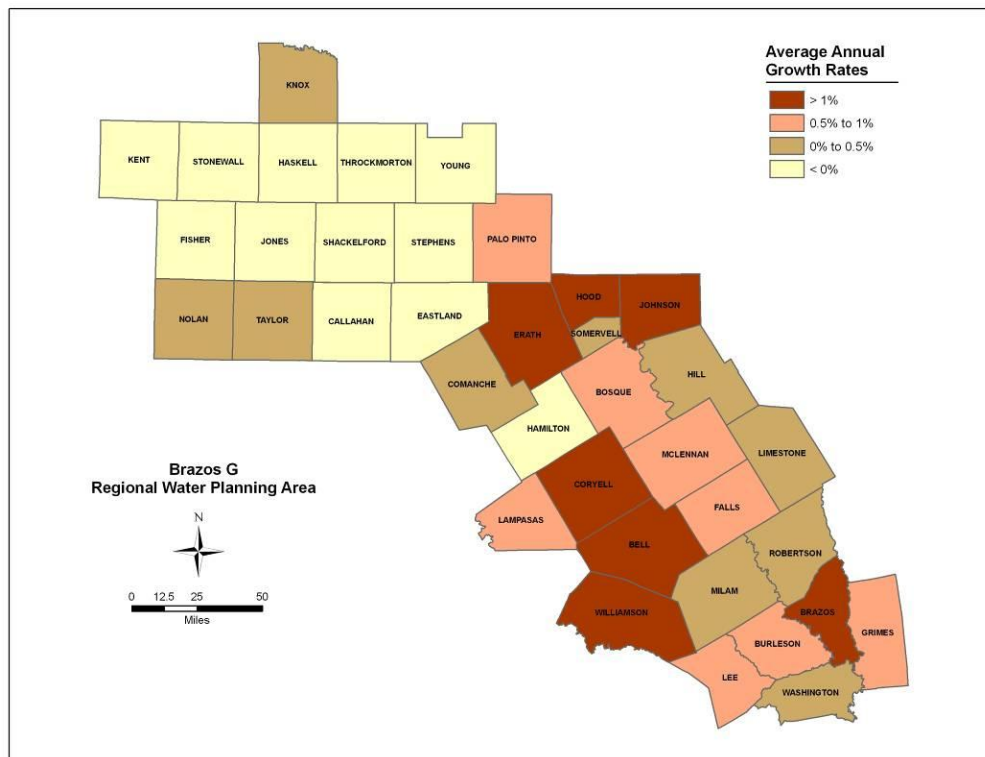 Average Annual
Growth Rates
> 1%
0.5% to 1%
0% to 0.5%
< 0%
KNOX
KENT
STONEWALL
HASKELL
THROCKMORTON
YOUNG
FISHER
JONES
SHACKELFORD
STEPHENS
PALO PINTO
NOLAN
TAYLOR
CALLAHAN
EASTLAND
ERATH
HOOD
JOHNSON
SOMERVELL
COMANCHE
HILL
BOSQUE
HAMILTON
MCLENNAN
LIMESTONE
CORYELL
FALLS
LAMPASAS
BELL
ROBERTSON
MILAM
WILLIAMSON
BRAZOS
BURLESON
GRIMES
LEE
WASHINGTON
Brazos G
Regional Water Planning Area
N
0 12.5 25 50
Miles